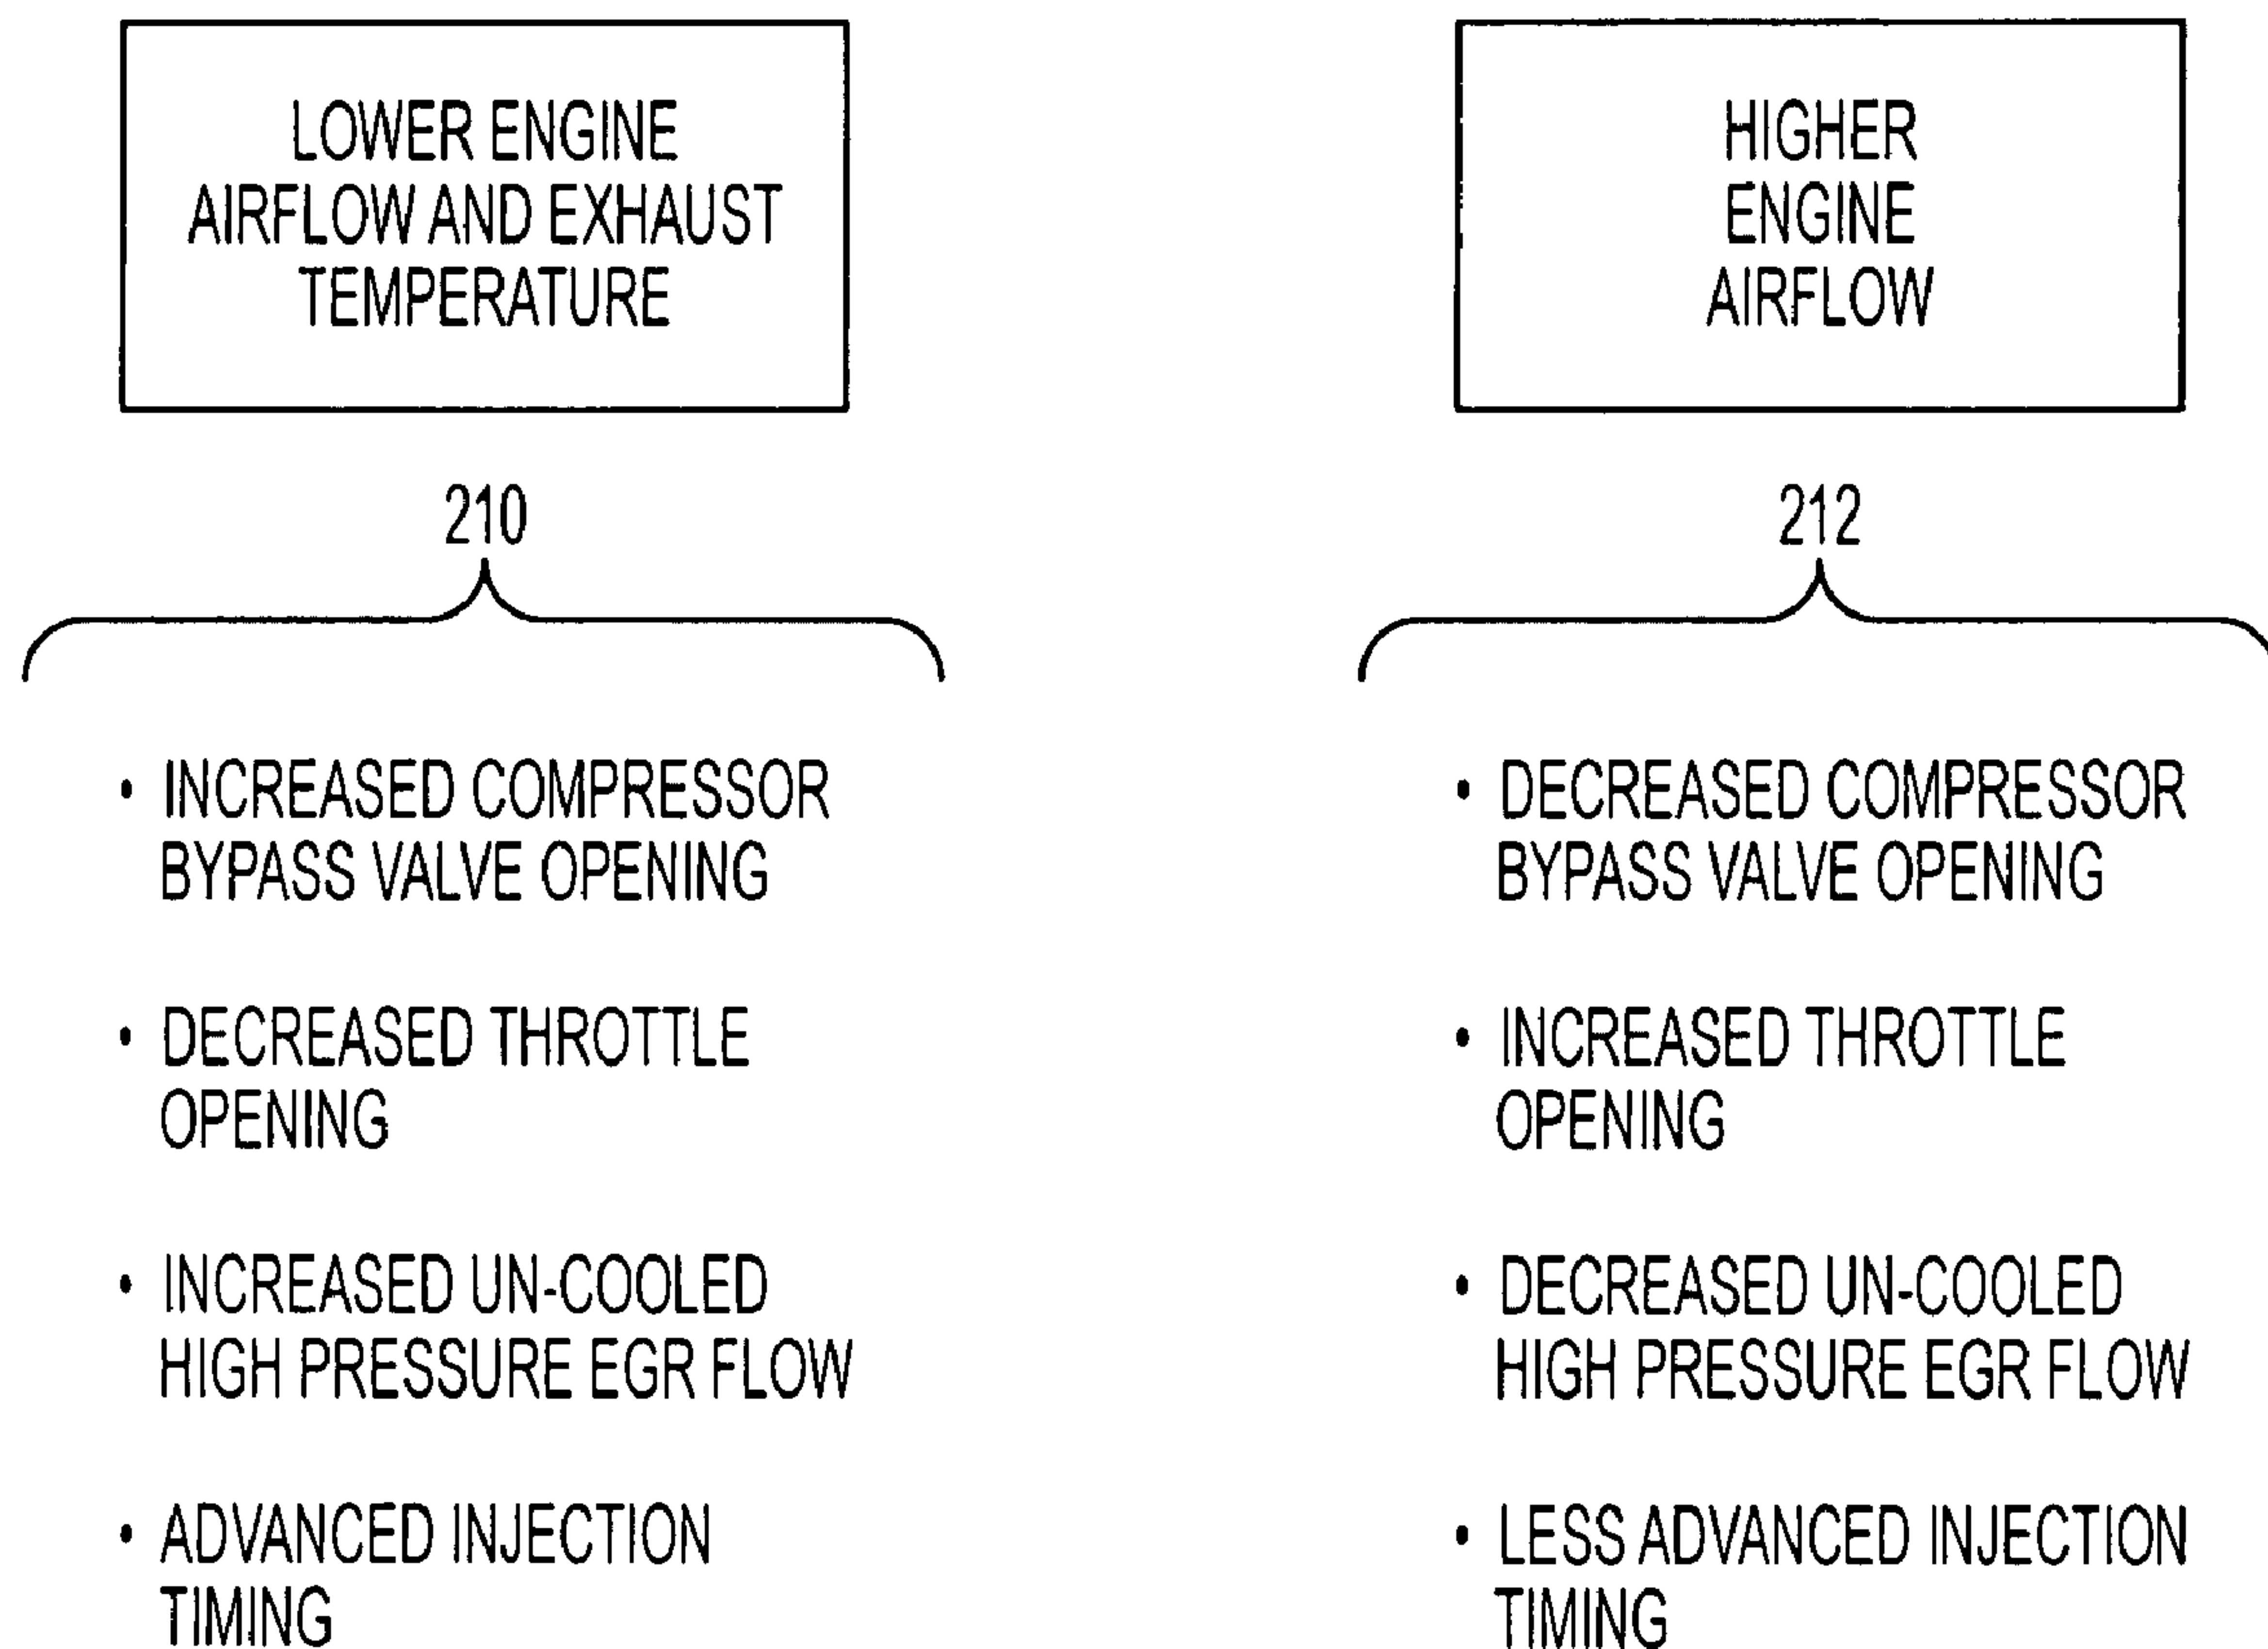 LOWER ENGINE
AIRFLOW AND EXHAUST
TEMPERATURE
210
• INCREASED COMPRESSOR
BYPASS VALVE OPENING
• DECREASED THROTTLE
OPENING
• INCREASED UN-COOLED
HIGH PRESSURE EGR FLOW
• ADVANCED INJECTION
TIMING
HIGHER
ENGINE
AIRFLOW
212
• DECREASED COMPRESSOR
BYPASS VALVE OPENING
• INCREASED THROTTLE
OPENING
• DECREASED UN-COOLED
HIGH PRESSURE EGR FLOW
• LESS ADVANCED INJECTION
TIMING